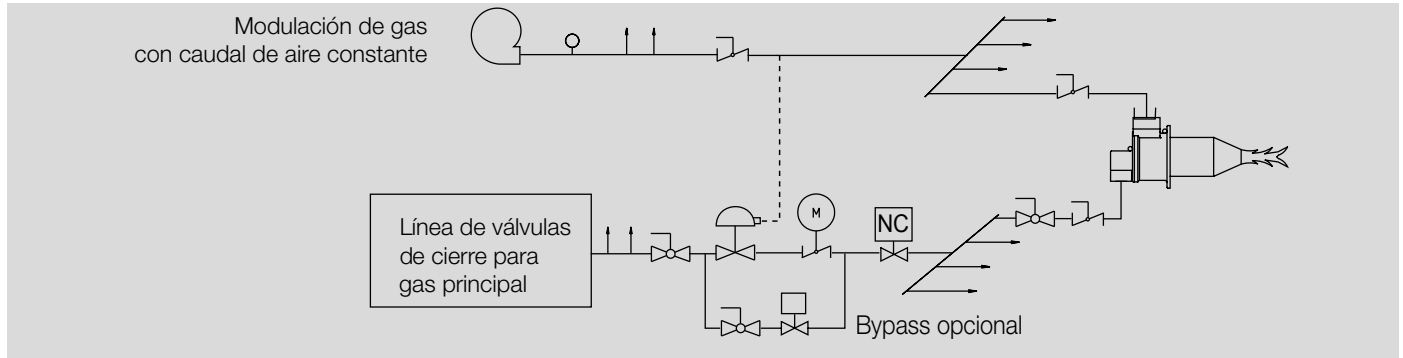 Modulación de gas
con caudal de aire constante
Línea de válvulas
de cierre para
gas principal
M
NC
Bypass opcional